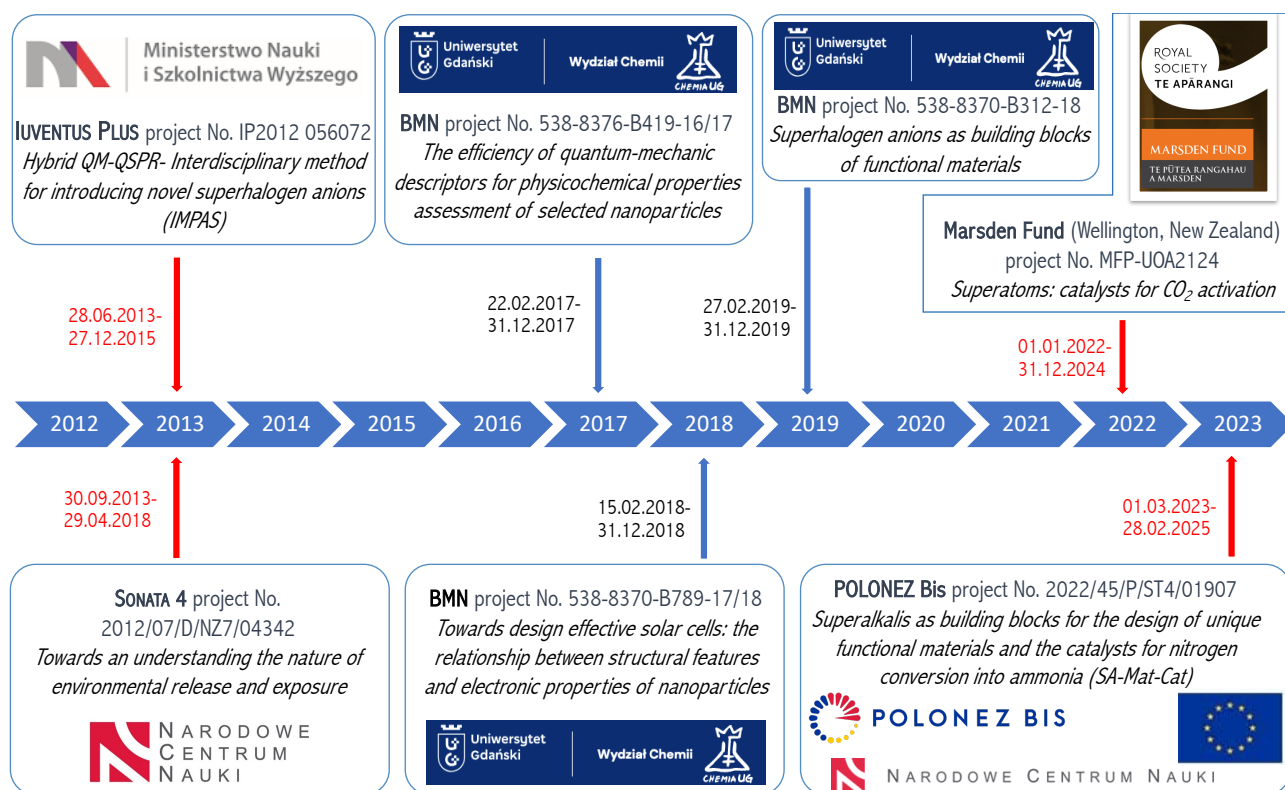 Ministerstwo Nauki
i Szkolnictwa Wyższego
IUVENTUS PLUS project No. IP2012 056072
Hybrid QM-QSPR- Interdisciplinary method
for introducing novel superhalogen anions
(IMPAS)
Uniwersytet
Gdański
Wydział Chemii
CHEMIA UG
BMN project No. 538-8376-B419-16/17
The efficiency of quantum-mechanic
descriptors for physicochemical properties
assessment of selected nanoparticles
Uniwersytet
Gdański
Wydział Chemii
CHEMIA UG
BMN project No. 538-8370-B312-18
Superhalogen anions as building blocks
of functional materials
ROYAL
SOCIETY
TE APĀRANGI
MARSDEN FUND
TE PŪTEA RANGAHAU
A MARSDEN
Marsden Fund (Wellington, New Zealand)
project No. MFP-UOA2124
Superatoms: catalysts for CO2 activation
28.06.2013-
27.12.2015
22.02.2017-
31.12.2017
27.02.2019-
31.12.2019
01.01.2022-
31.12.2024
2012 2013 2014 2015 2016 2017 2018 2019 2020 2021 2022 2023
30.09.2013-
29.04.2018
15.02.2018-
31.12.2018
01.03.2023-
28.02.2025
SONATA 4 project No.
2012/07/D/NZ7/04342
Towards an understanding the nature of
environmental release and exposure
NARODOWE
CENTRUM
NAUKI
BMN project No. 538-8370-B789-17/18
Towards design effective solar cells: the
relationship between structural features
and electronic properties of nanoparticles
Uniwersytet
Gdański
Wydział Chemii
CHEMIA UG
POLONEZ Bis project No. 2022/45/P/ST4/01907
Superalkalis as building blocks for the design of unique
functional materials and the catalysts for nitrogen
conversion into ammonia (SA-Mat-Cat)
POLONEZ BIS
NARODOWE CENTRUM NAUKI